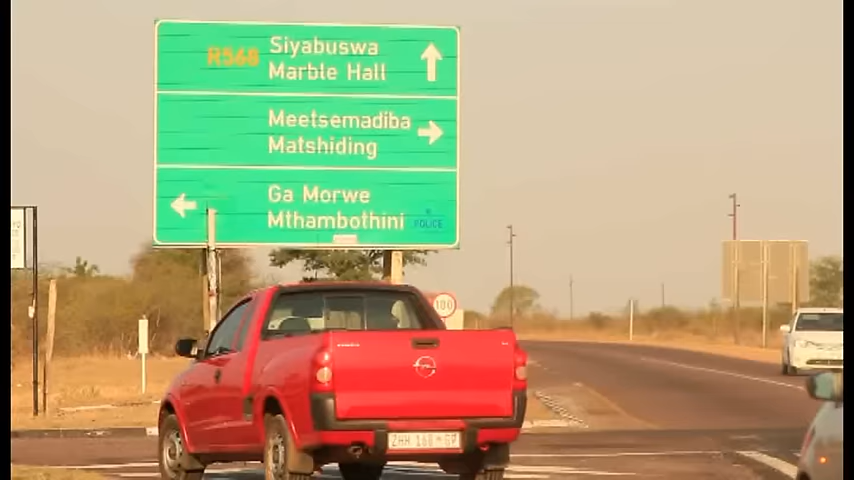 R568
Siyabuswa
Marble Hall
Meetsemadiba
Matshiding
Ga Morwe
Mthambothini
POLICE
100